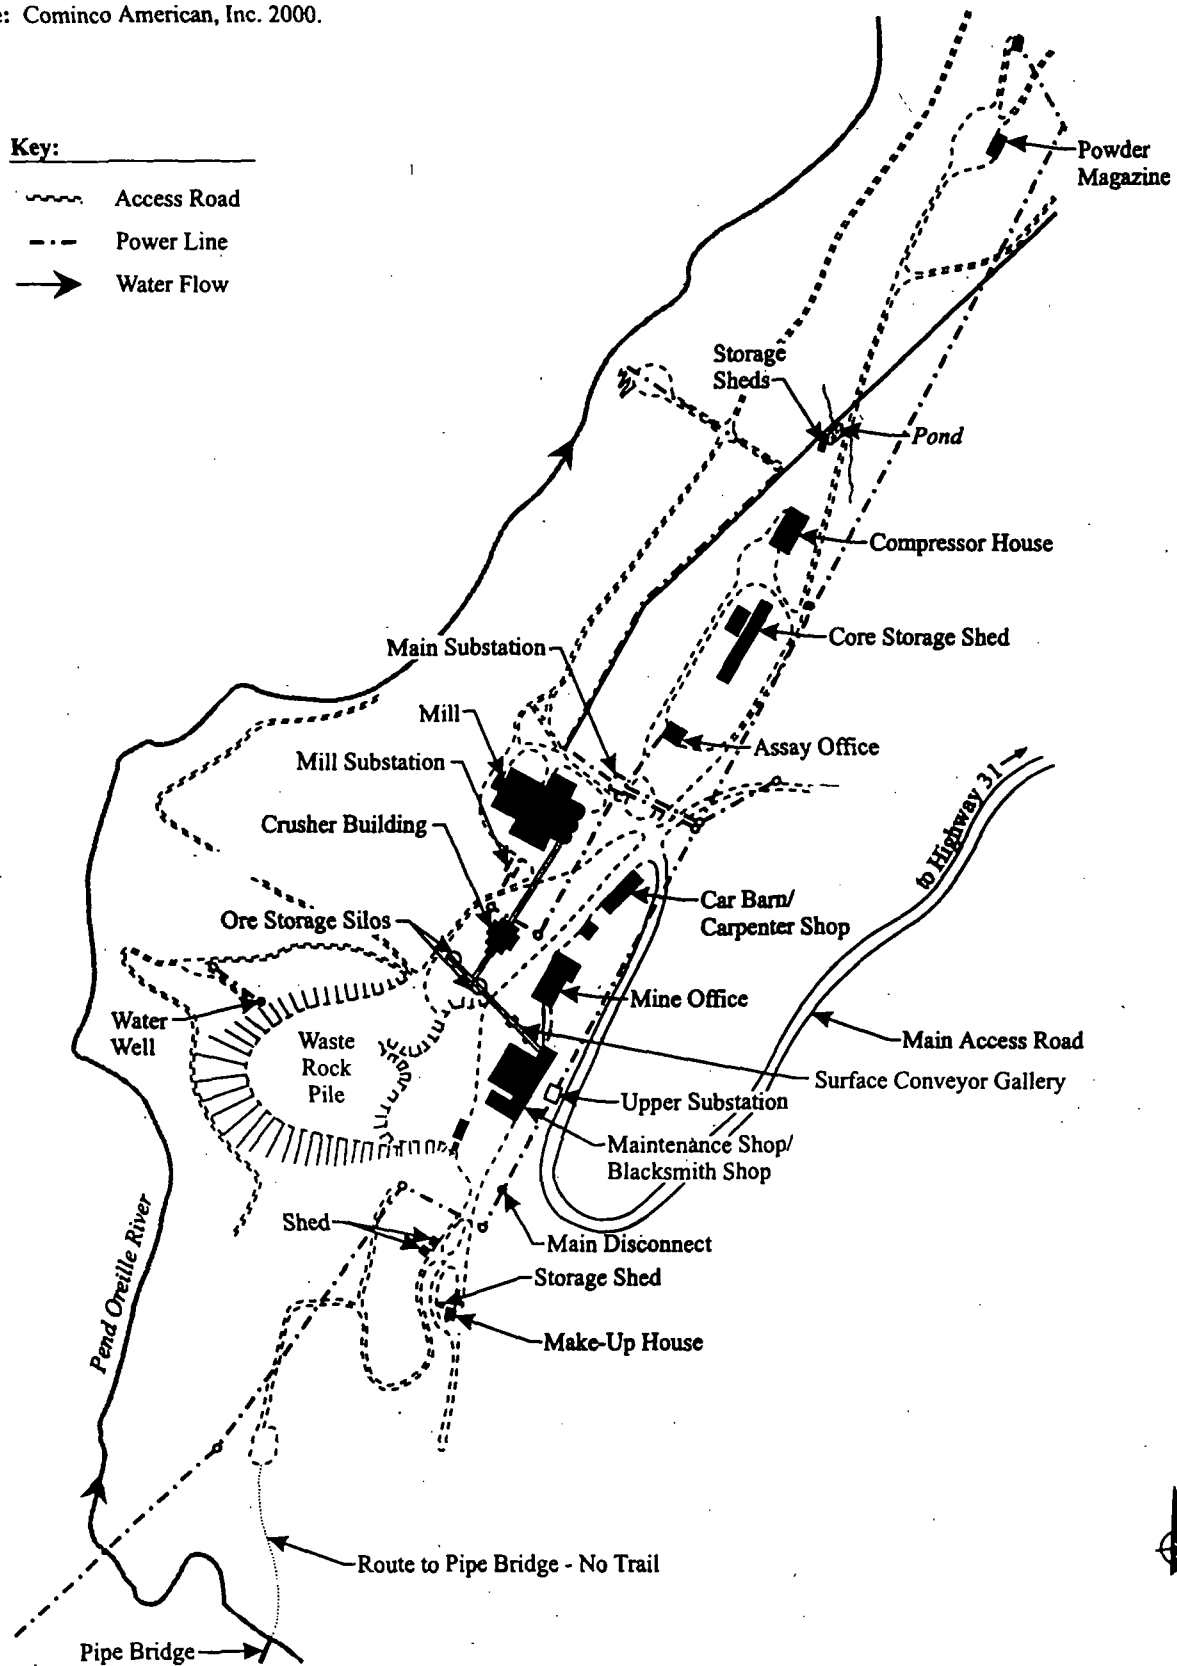 : Cominco American, Inc. 2000.
Key:
Access Road
Power Line
Water Flow
Powder
Magazine
Storage
Sheds
Pond
Compressor House
Core Storage Shed
Main Substation
Mill
Assay Office
Mill Substation
to Highway 31
Crusher Building
Car Barn/
Carpenter Shop
Ore Storage Silos
Mine Office
Water
Well
Waste
Rock
Pile
Main Access Road
Surface Conveyor Gallery
Upper Substation
Maintenance Shop/
Blacksmith Shop
Pend Oreille River
Shed
Main Disconnect
Storage Shed
Make-Up House
Route to Pipe Bridge - No Trail
Pipe Bridge